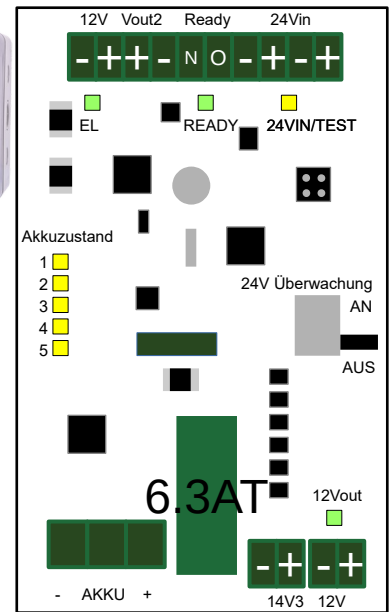 12V Vout2 Ready 24Vin
- + + - N O - + - +
EL READY 24VIN/TEST
Akkuzustand
1
2
3
4
5
24V Überwachung
AN
AUS
6.3AT
12Vout
- + - +
- AKKU + 14V3 12V